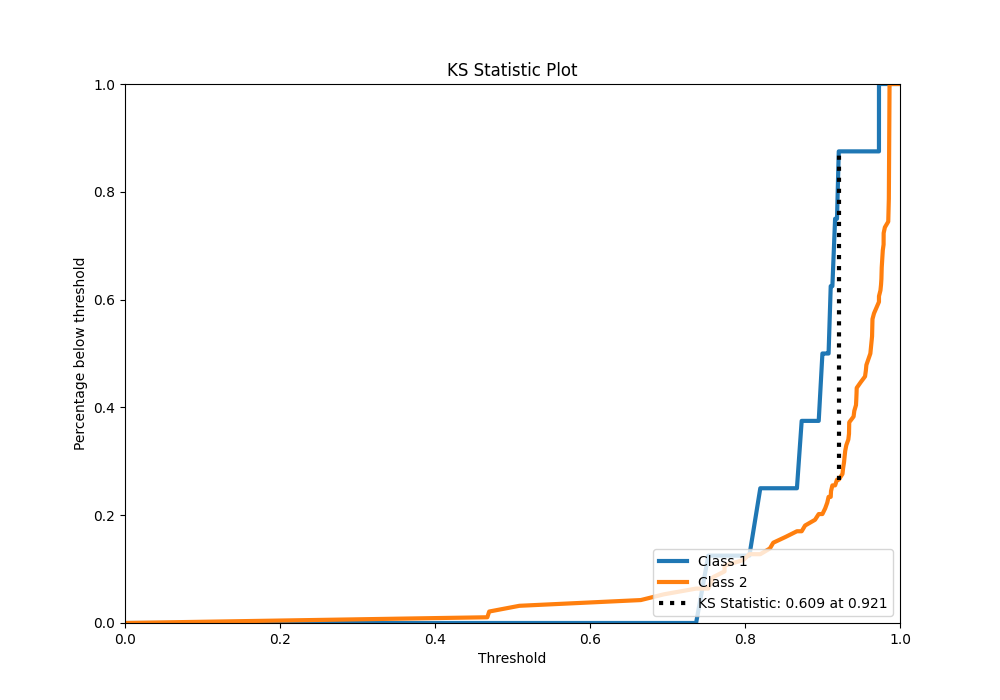 KS Statistic Plot
1.0
0.8
0.6
0.4
0.2
0.0
Percentage below threshold
Class 1
Class 2
KS Statistic: 0.609 at 0.921
0.0 0.2 0.4 0.6 0.8 1.0
Threshold